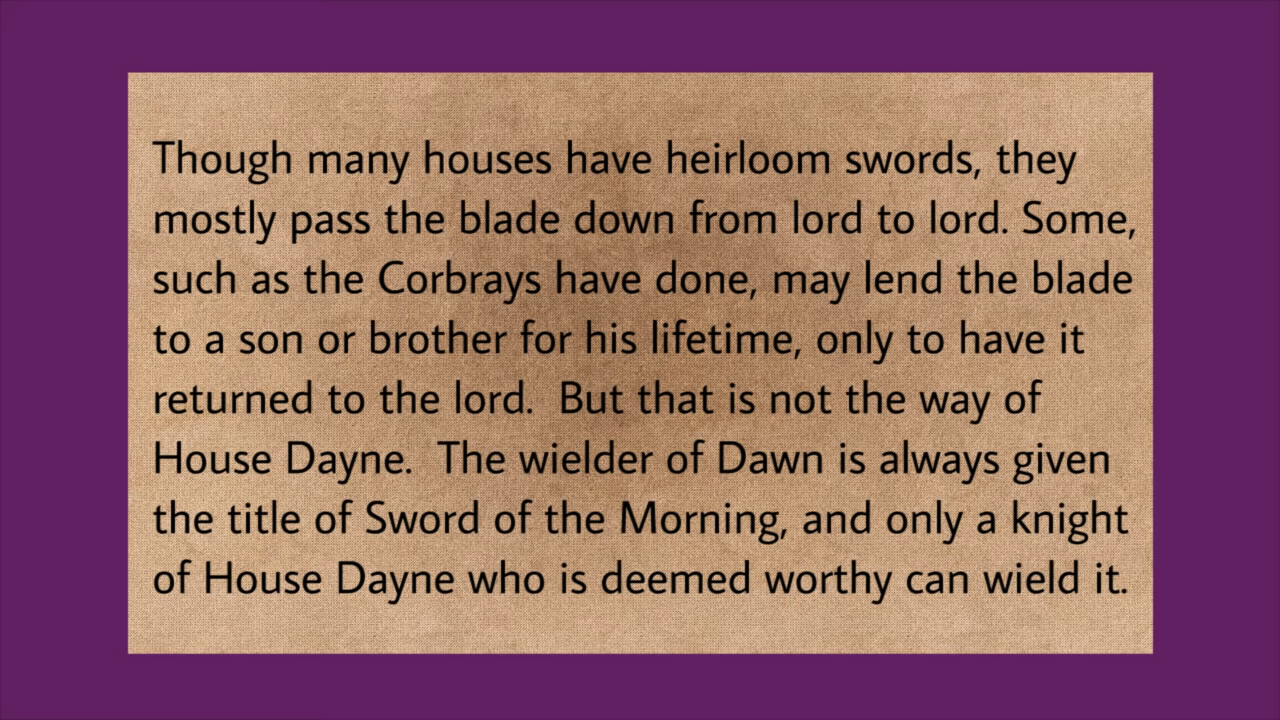 Though many houses have heirloom swords, they
mostly pass the blade down from lord to lord. Some,
such as the Corbrays have done, may lend the blade
to a son or brother for his lifetime, only to have it
returned to the lord.  But that is not the way of
House Dayne.  The wielder of Dawn is always given
the title of Sword of the Morning, and only a knight
of House Dayne who is deemed worthy can wield it.